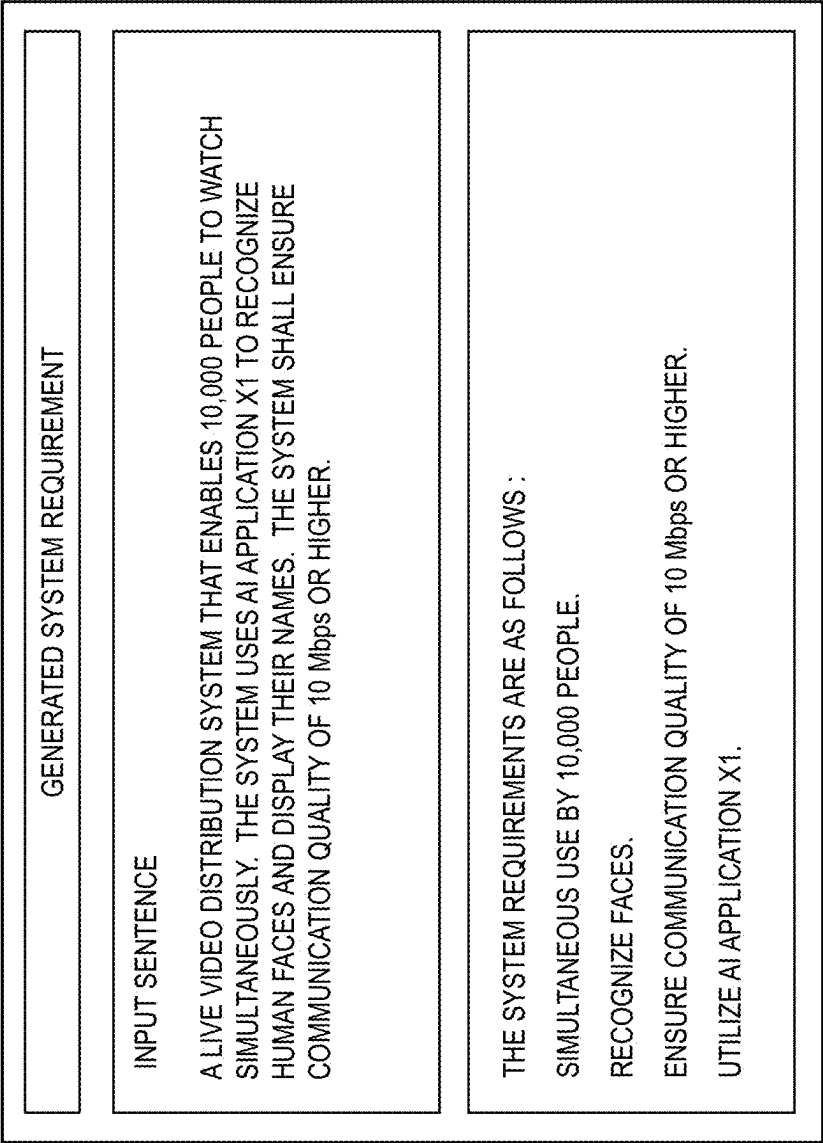 GENERATED SYSTEM REQUIREMENT
INPUT SENTENCE
A LIVE VIDEO DISTRIBUTION SYSTEM THAT ENABLES 10,000 PEOPLE TO WATCH
SIMULTANEOUSLY. THE SYSTEM USES AI APPLICATION X1 TO RECOGNIZE
HUMAN FACES AND DISPLAY THEIR NAMES. THE SYSTEM SHALL ENSURE
COMMUNICATION QUALITY OF 10 Mbps OR HIGHER.
THE SYSTEM REQUIREMENTS ARE AS FOLLOWS :
SIMULTANEOUS USE BY 10,000 PEOPLE.
RECOGNIZE FACES.
ENSURE COMMUNICATION QUALITY OF 10 Mbps OR HIGHER.
UTILIZE AI APPLICATION X1.